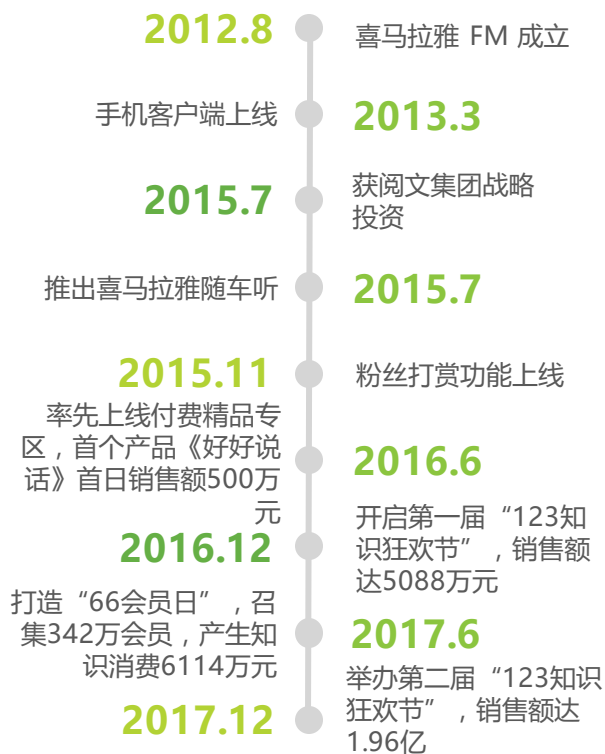 2012.8
喜马拉雅 FM 成立
手机客户端上线
2013.3
2015.7
获阅文集团战略
投资
推出喜马拉雅随车听
2015.7
2015.11
粉丝打赏功能上线
率先上线付费精品专
区，首个产品《好好说
话》首日销售额500万
元
2016.6
2016.12
开启第一届“123知
识狂欢节”，销售额
达5088万元
打造“66会员日”，召
集342万会员，产生知
识消费6114万元
2017.6
2017.12
举办第二届“123知识
狂欢节”，销售额达
1.96亿